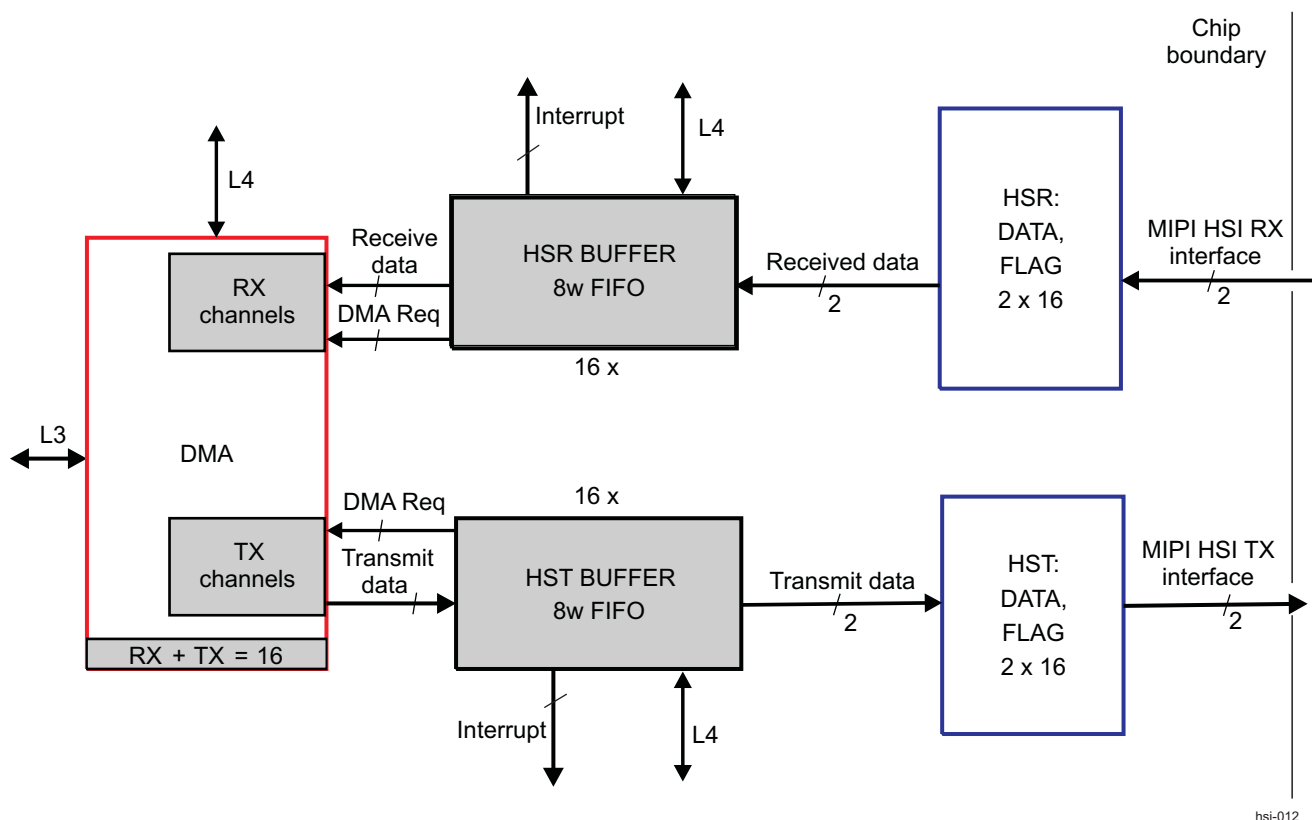 Chip
boundary
Interrupt
L4
L4
HSR BUFFER
8w FIFO
16 x
Receive
data
DMA Req
RX
channels
Received data
2
HSR:
DATA,
FLAG
2 x 16
MIPI HSI RX
interface
2
L3
DMA
TX
channels
RX + TX = 16
DMA Req
Transmit
data
16 x
HST BUFFER
8w FIFO
Transmit data
2
HST:
DATA,
FLAG
2 x 16
MIPI HSI TX
interface
2
Interrupt
L4
hsi-012